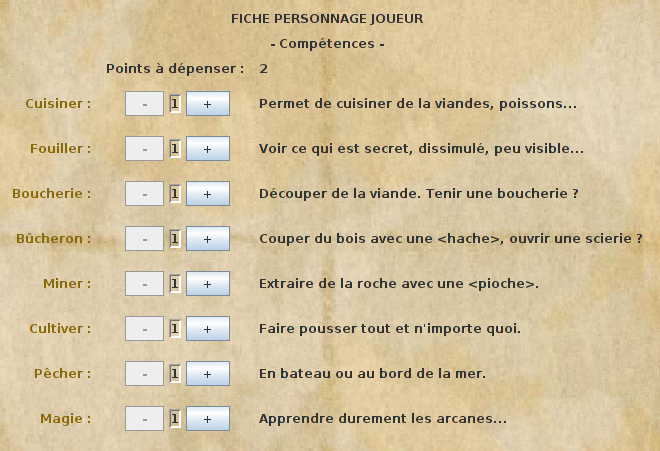 FICHE PERSONNAGE JOUEUR
- Compétences -
Points à dépenser : 2
Cuisiner : - 1 + Permet de cuisiner de la viandes, poissons...
Fouiller : - 1 + Voir ce qui est secret, dissimulé, peu visible...
Boucherie : - 1 + Découper de la viande. Tenir une boucherie ?
Bûcheron : - 1 + Couper du bois avec une <hache>, ouvrir une scierie ?
Miner : - 1 + Extraire de la roche avec une <pioche>.
Cultiver : - 1 + Faire pousser tout et n'importe quoi.
Pêcher : - 1 + En bateau ou au bord de la mer.
Magie : - 1 + Apprendre durement les arcanes...